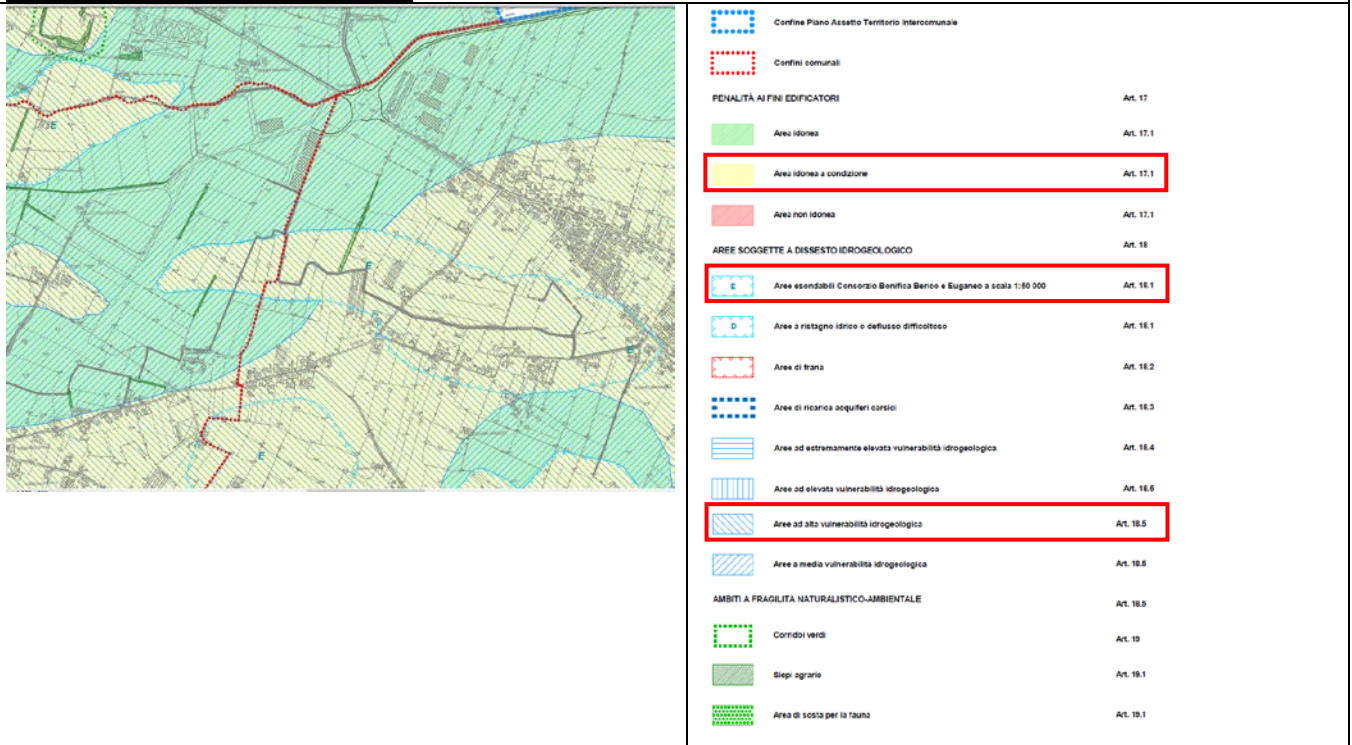 E
E
E
E
Confine Piano Assetto Territorio Intercomunale
Confini comunali
PENALITÀ AI FINI EDIFICATORI Art. 17
Area idonea Art. 17.1
Area idonea a condizione Art. 17.1
Area non idonea Art. 17.1
AREE SOGGETTE A DISSESTO IDROGEOLOGICO Art. 18
E Aree esondabili Consorzio Bonifica Berico e Euganeo a scala 1:50 000 Art. 18.1
D Aree a ristagno idrico o deflusso difficoltoso Art. 18.1
Aree di frana Art. 18.2
Aree di ricarica acquiferi carsici Art. 18.3
Aree ad estremamente elevata vulnerabilità idrogeologica Art. 18.4
Aree ad elevata vulnerabilità idrogeologica Art. 18.5
Aree ad alta vulnerabilità idrogeologica Art. 18.5
Aree a media vulnerabilità idrogeologica Art. 18.5
AMBITI A FRAGILITÀ NATURALISTICO-AMBIENTALE Art. 18.5
Corridoi verdi Art. 19
Siepi agrarie Art. 19.1
Area di sosta per la fauna Art. 19.1